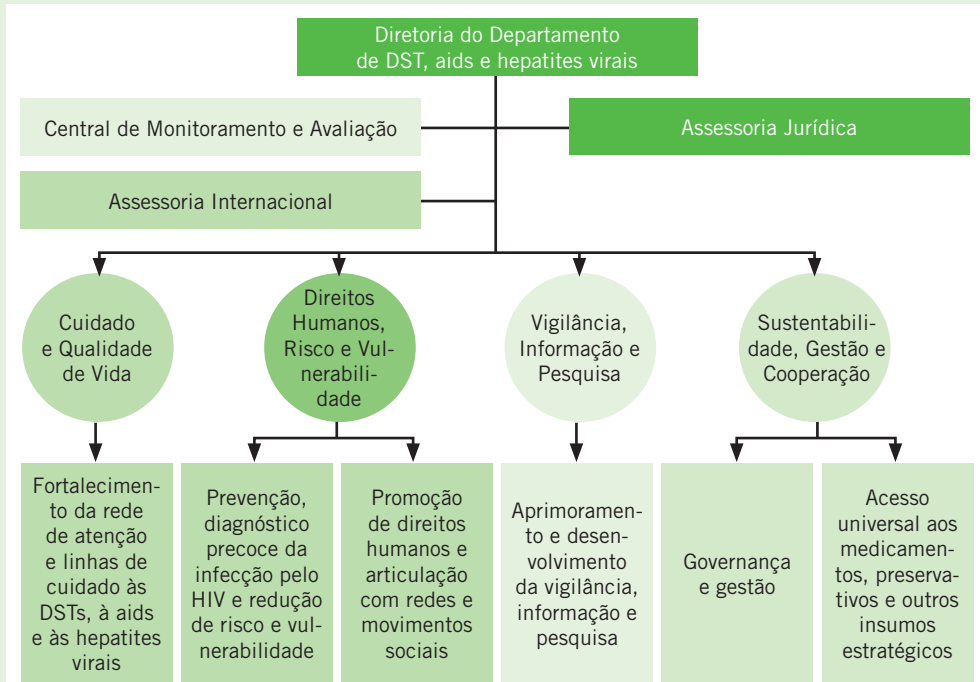 Diretoria do Departamento
de DST, aids e hepatites virais
Central de Monitoramento e Avaliação
Assessoria Jurídica
Assessoria Internacional
Cuidado
e Qualidade
de Vida
Direitos
Humanos,
Risco e Vul-
nerabili-
dade
Vigilância,
Informação e
Pesquisa
Sustentabili-
dade, Gestão e
Cooperação
Fortalecimen-
to da rede
de atenção
e linhas de
cuidado às
DSTs, à aids
e às hepatites
virais
Prevenção,
diagnóstico
precoce da
infecção pelo
HIV e redução
de risco e vul-
nerabilidade
Promoção
de direitos
humanos e
articulação
com redes e
movimentos
sociais
Aprimoramen-
to e desen-
volvimento
da vigilância,
informação e
pesquisa
Governança
e gestão
Acesso
universal aos
medicamen-
tos, preserva-
tivos e outros
insumos
estratégicos